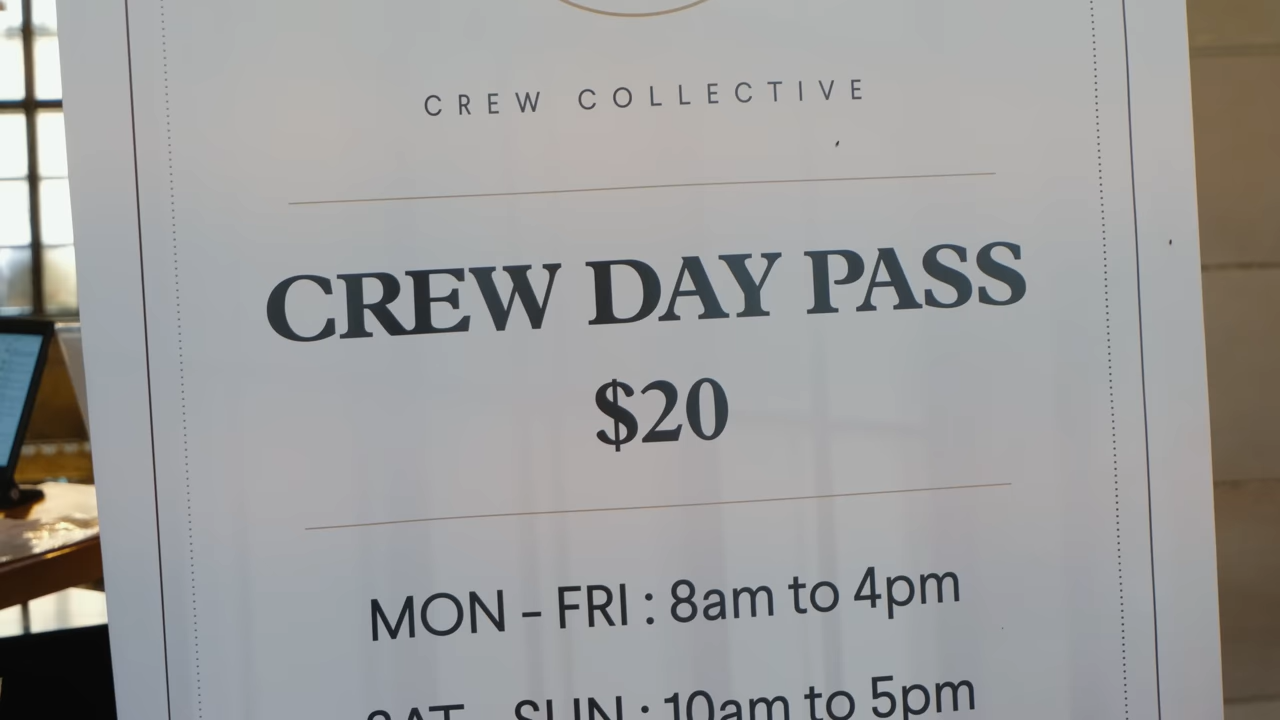 CREW COLLECTIVE
CREW DAY PASS
$20
MON - FRI : 8am to 4pm
SAT - SUN : 10am to 5pm